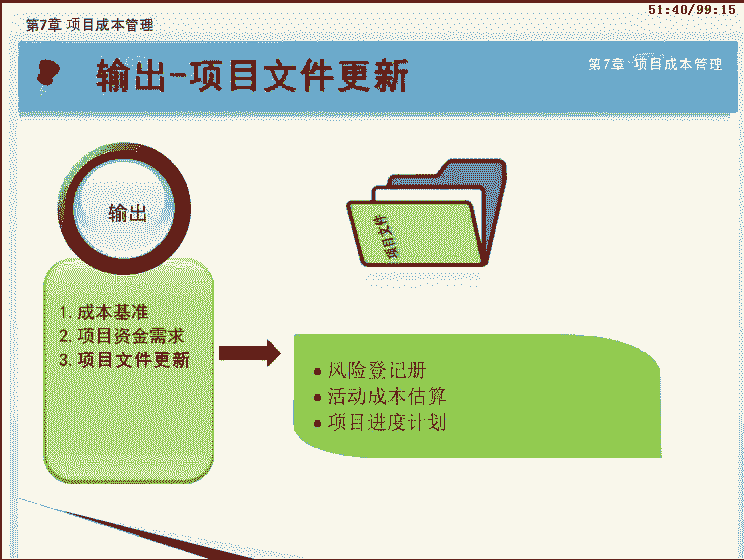 51:40/99:15
第7章 项目成本管理
输出-项目文件更新
第7章 项目成本管理
输出
项目文件
1. 成本基准
2. 项目资金需求
3. 项目文件更新
● 风险登记册
● 活动成本估算
● 项目进度计划